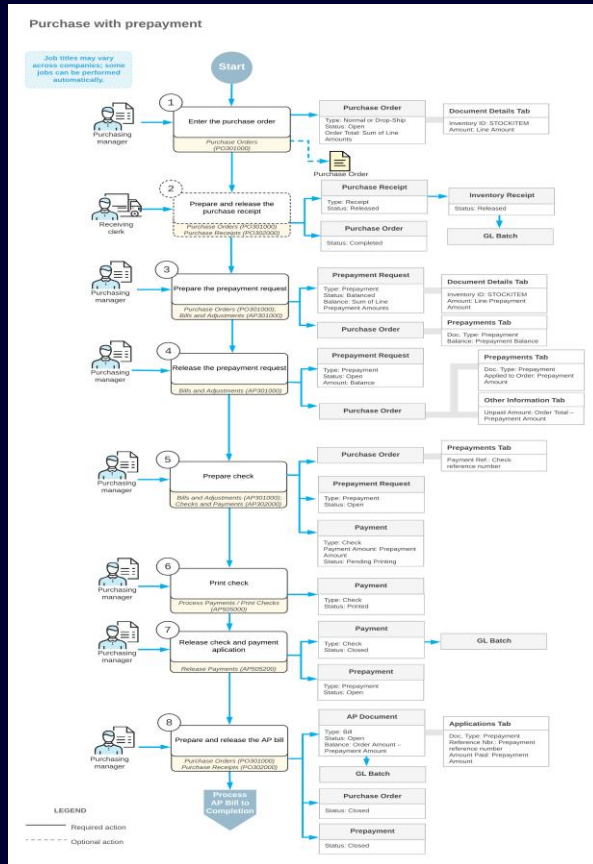 Purchase with prepayment
Job titles may vary
across companies; some
jobs can be performed
automatically.
Start
1
Purchasing
manager
Enter the purchase order
Purchase Orders
(PO301000)
Purchase Order
Type: Normal or Drop-Ship
Status: Open
Order Total: Sum of Line
Amounts
Document Details Tab
Inventory ID: STOCKITEM
Amount: Line Amount
Purchase Order
2
Receiving
clerk
Prepare and release the
purchase receipt
Purchase Orders (PO301000)
Purchase Receipts (PO302000)
Purchase Receipt
Type: Receipt
Status: Released
Inventory Receipt
Status: Released
GL Batch
Purchase Order
Status: Completed
3
Purchasing
manager
Prepare the prepayment request
Purchase Orders (PO301000);
Bills and Adjustments (AP301000)
Prepayment Request
Type: Prepayment
Status: Balanced
Balance: Sum of Line
Prepayment Amounts
Document Details Tab
Inventory ID: STOCKITEM
Amount: Line Prepayment
Amount
Purchase Order
Prepayments Tab
Doc. Type: Prepayment
Balance: Prepayment Balance
4
Purchasing
manager
Release the prepayment request
Bills and Adjustments (AP301000)
Prepayment Request
Type: Prepayment
Status: Open
Amount: Balance
Purchase Order
Prepayments Tab
Doc. Type: Prepayment
Applied to Order: Prepayment
Amount
Other Information Tab
Unpaid Amount: Order Total –
Prepayment Amount
5
Purchasing
manager
Prepare check
Bills and Adjustments (AP301000);
Checks and Payments (AP302000)
Purchase Order
Prepayments Tab
Payment Ref.: Check
reference number
Prepayment Request
Type: Prepayment
Status: Open
Payment
Type: Check
Payment Amount: Prepayment
Amount
Status: Pending Printing
6
Purchasing
manager
Print check
Process Payments / Print Checks
(AP505000)
Payment
Type: Check
Status: Printed
7
Purchasing
manager
Release check and payment
aplication
Release Payments (AP505200)
Payment
Type: Check
Status: Closed
GL Batch
Prepayment
Type: Prepayment
Status: Open
8
Purchasing
manager
Prepare and release the AP bill
Purchase Orders (PO301000)
Purchase Receipts (PO302000)
AP Document
Type: Bill
Status: Open
Balance: Order Amount –
Prepayment Amount
Applications Tab
Doc. Type: Prepayment
Reference Nbr.: Prepayment
reference number
Amount Paid: Prepayment
Amount
GL Batch
Purchase Order
Status: Closed
Prepayment
Status: Closed
Process
AP Bill to
Completion
LEGEND
Required action
Optional action